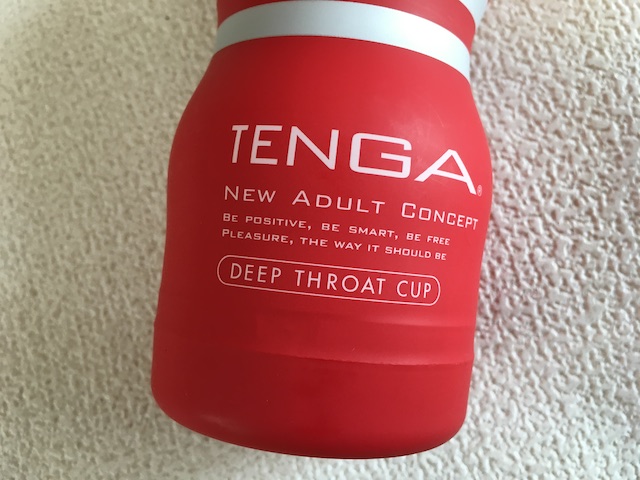 TENGA®
NEW ADULT CONCEPT
BE POSITIVE, BE SMART, BE FREE
PLEASURE, THE WAY IT SHOULD BE
DEEP THROAT CUP